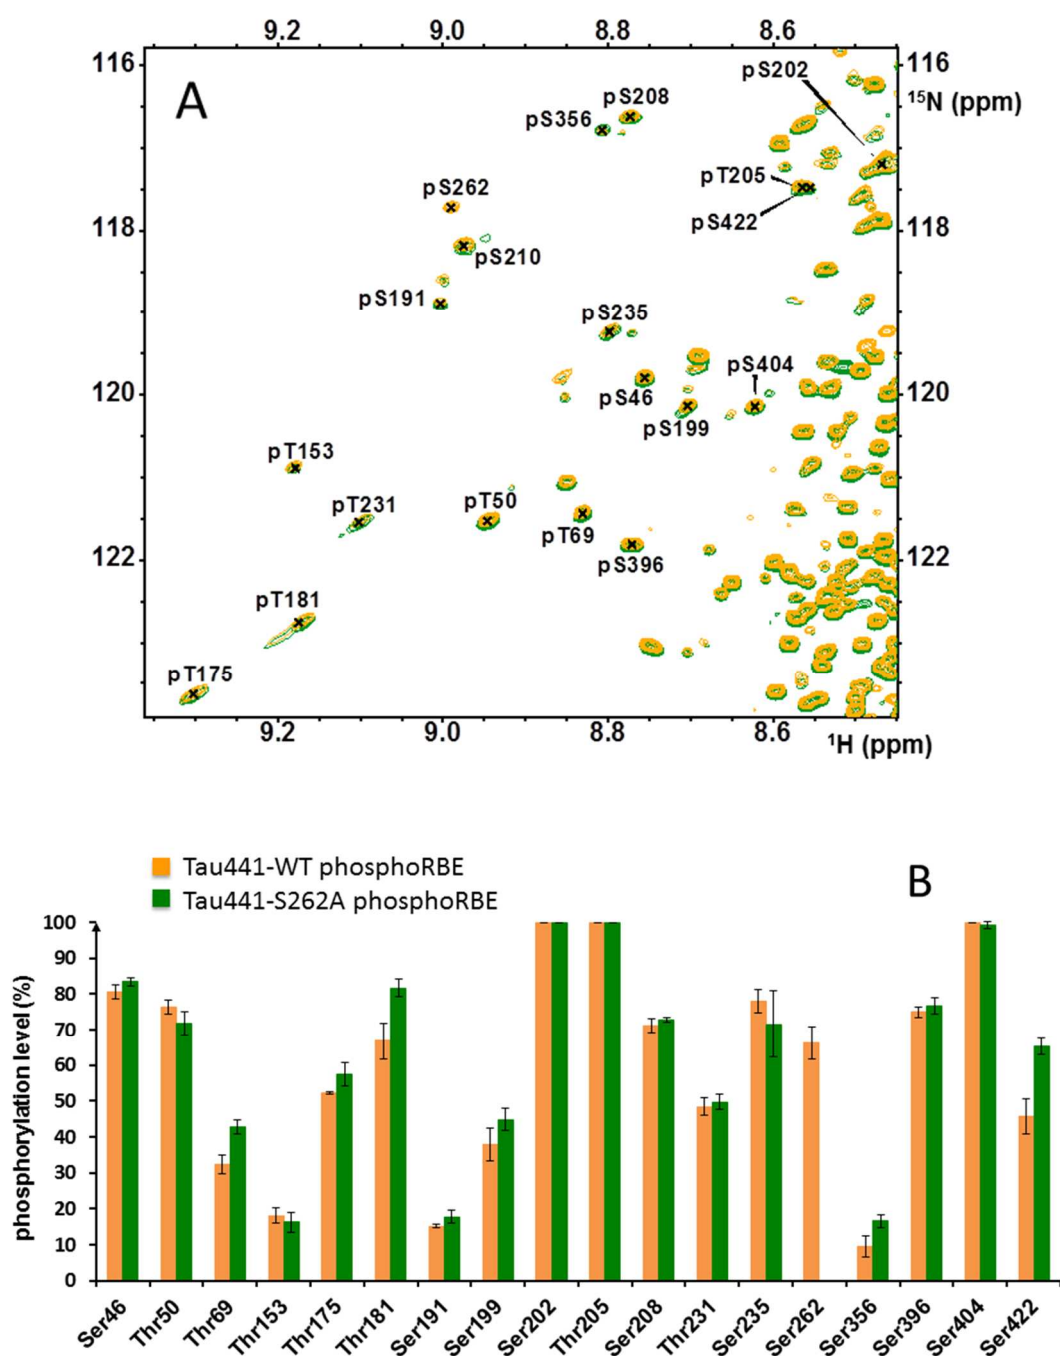 9.2 9.0 8.8 8.6
116 116
A
pS202
15N (ppm)
pS208
pS356
pT205
pS262
pS422
118 118
pS210
pS191
pS235
pS404
120 120
pS46
pS199
pT153
pT231
pT50
pT69
122 122
pS396
pT181
pT175
9.2 9.0 8.8 8.6
1H (ppm)
Tau441-WT phosphoRBE
B
Tau441-S262A phosphoRBE
phosphorylation level (%)
100
90
80
70
60
50
40
30
20
10
0
Ser46 Thr50 Thr69 Thr153 Thr175 Thr181 Ser191 Ser199 Ser202 Thr205 Ser208 Thr231 Ser235 Ser262 Ser356 Ser396 Ser404 Ser422